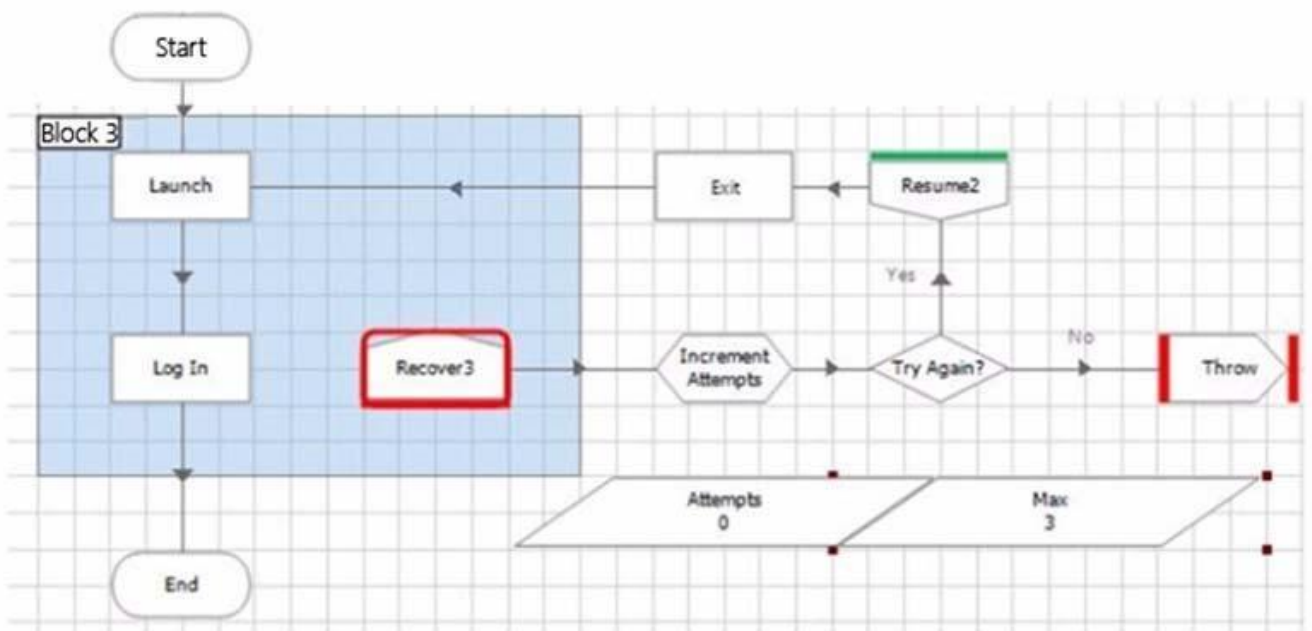 Start
Block 3
Launch
Exit
Resume2
Yes
Log In
Recover3
Increment
Attempts
Try Again?
No
Throw
Attempts
0
Max
3
End